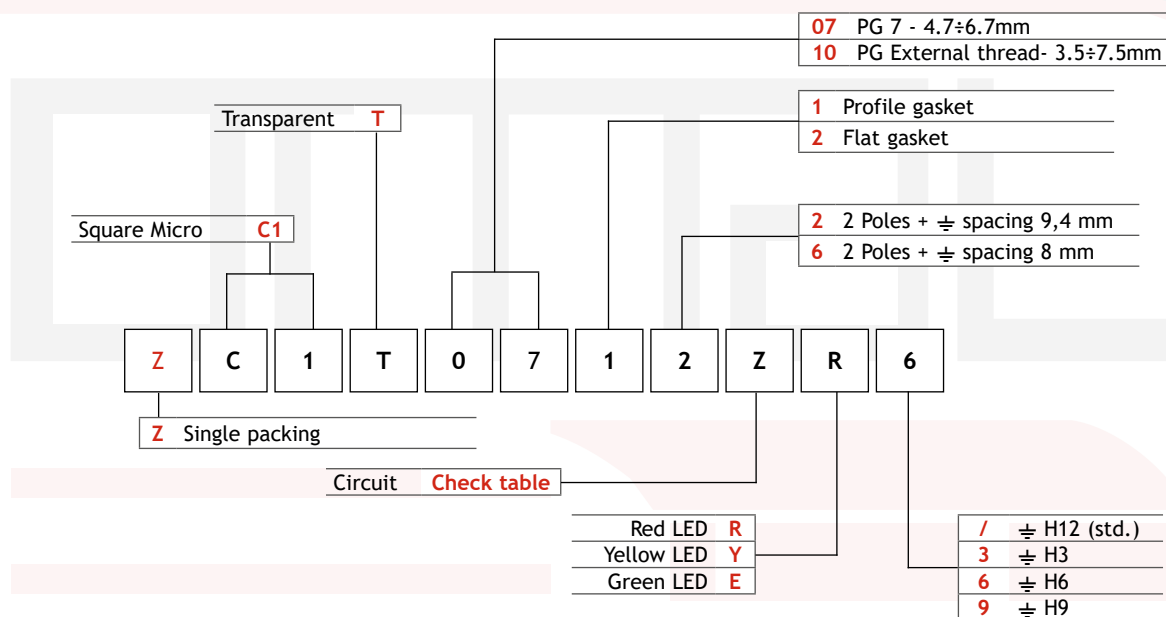 07 PG 7 - 4.7÷6.7mm
10 PG External thread- 3.5÷7.5mm
Transparent T
1 Profile gasket
2 Flat gasket
Square Micro C1
2 2 Poles + ⏚ spacing 9,4 mm
6 2 Poles + ⏚ spacing 8 mm
Z C 1 T 0 7 1 2 Z R 6
Z Single packing
Circuit Check table
Red LED R
Yellow LED Y
Green LED E
/ ⏚ H12 (std.)
3 ⏚ H3
6 ⏚ H6
9 ⏚ H9